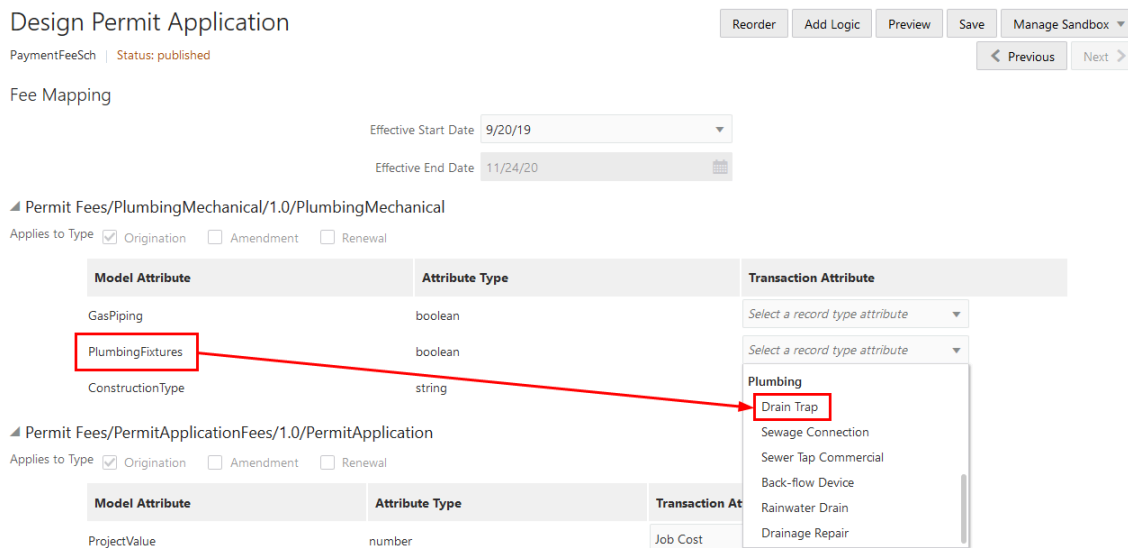 Design Permit Application
Reorder Add Logic Preview Save Manage Sandbox
PaymentFeeSch Status: published
Previous Next
Fee Mapping
Effective Start Date 9/20/19
Effective End Date 11/24/20
Permit Fees/PlumbingMechanical/1.0/PlumbingMechanical
Applies to Type Origination Amendment Renewal
Model Attribute Attribute Type Transaction Attribute
GasPiping boolean Select a record type attribute
PlumbingFixtures boolean Select a record type attribute
ConstructionType string
Plumbing
Drain Trap
Sewage Connection
Sewer Tap Commercial
Back-flow Device
Rainwater Drain
Drainage Repair
Permit Fees/PermitApplicationFees/1.0/PermitApplication
Applies to Type Origination Amendment Renewal
Model Attribute Attribute Type Transaction At
ProjectValue number Job Cost